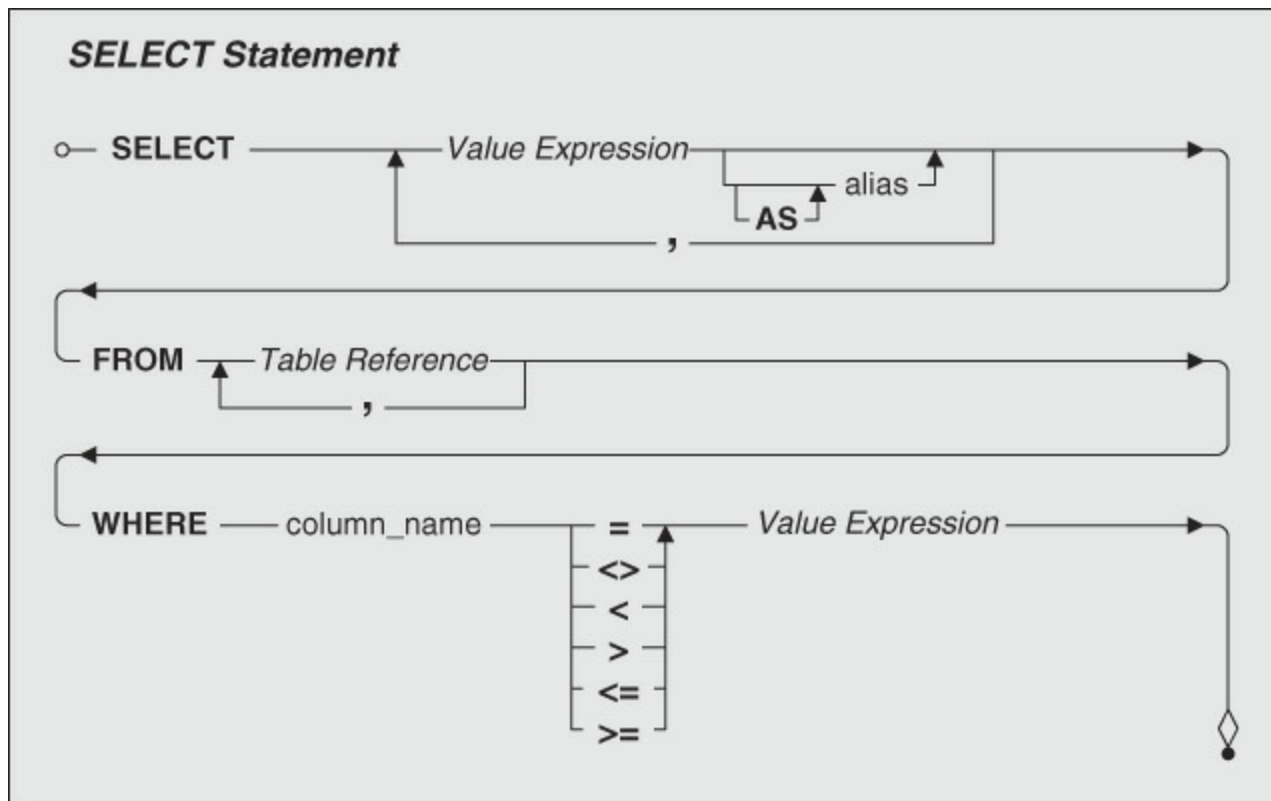 SELECT Statement
SELECT Value Expression
alias
AS
,
FROM Table Reference
,
WHERE column_name = Value Expression
<>
<
>
<=
>=